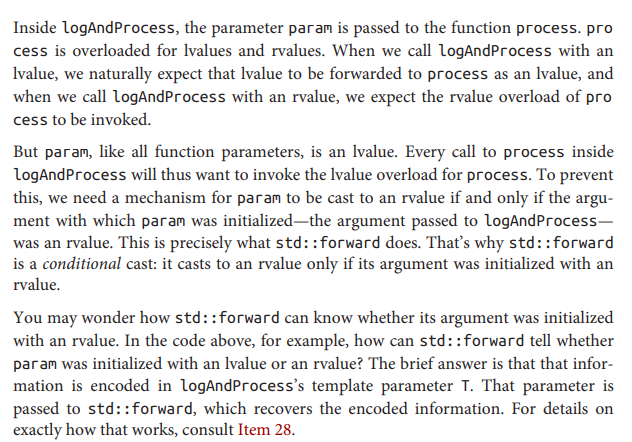 Inside logAndProcess, the parameter param is passed to the function process. pro
cess is overloaded for lvalues and rvalues. When we call logAndProcess with an
lvalue, we naturally expect that lvalue to be forwarded to process as an lvalue, and
when we call logAndProcess with an rvalue, we expect the rvalue overload of pro
cess to be invoked.
But param, like all function parameters, is an lvalue. Every call to process inside
logAndProcess will thus want to invoke the lvalue overload for process. To prevent
this, we need a mechanism for param to be cast to an rvalue if and only if the argu-
ment with which param was initialized—the argument passed to logAndProcess—
was an rvalue. This is precisely what std::forward does. That’s why std::forward
is a conditional cast: it casts to an rvalue only if its argument was initialized with an
rvalue.
You may wonder how std::forward can know whether its argument was initialized
with an rvalue. In the code above, for example, how can std::forward tell whether
param was initialized with an lvalue or an rvalue? The brief answer is that that infor-
mation is encoded in logAndProcess’s template parameter T. That parameter is
passed to std::forward, which recovers the encoded information. For details on
exactly how that works, consult Item 28.